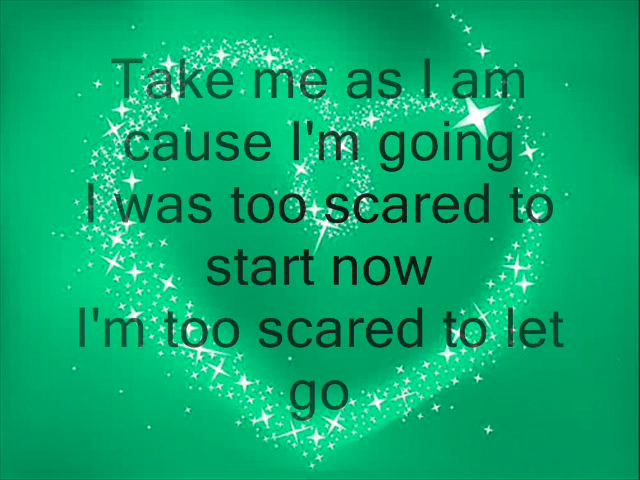 Take me as I am
cause I'm going
I was too scared to
start now
I'm too scared to let
go